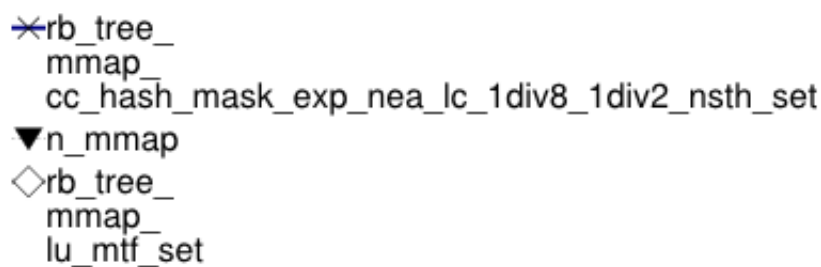 rb_tree_
mmap_
cc_hash_mask_exp_nea_lc_1div8_1div2_nsth_set
n_mmap
rb_tree_
mmap_
lu_mtf_set